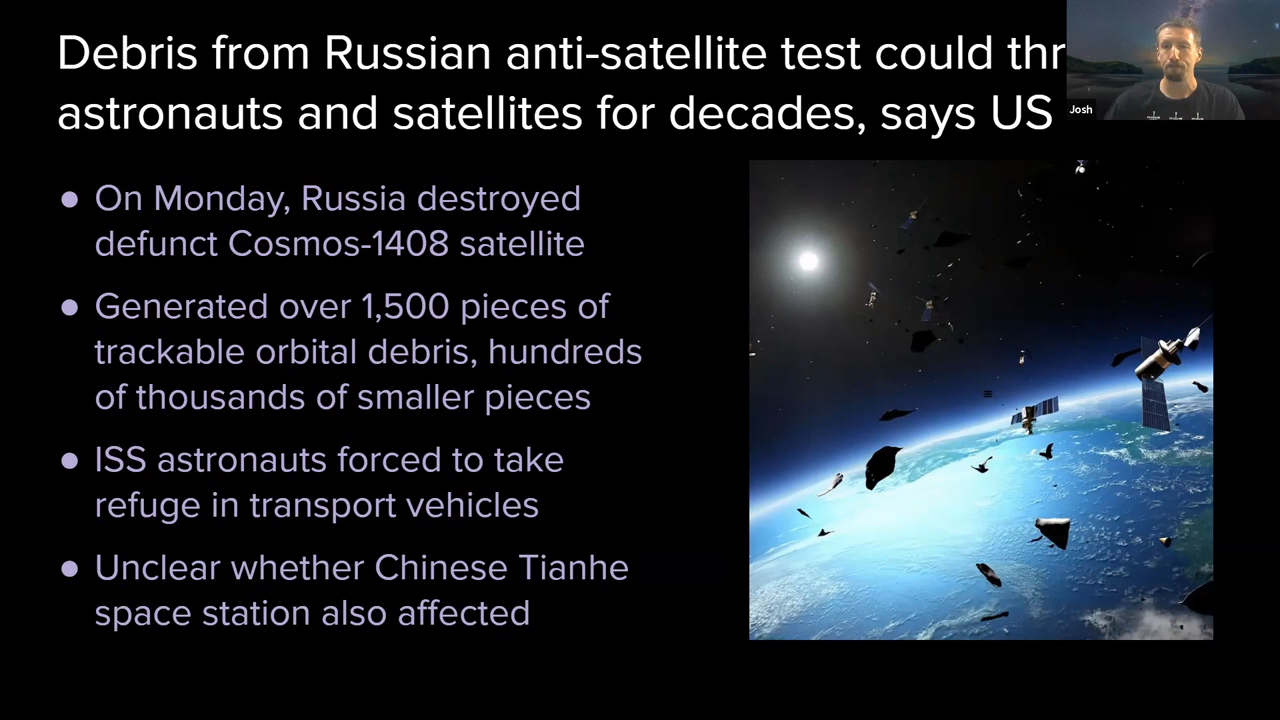 Debris from Russian anti-satellite test could thr
astronauts and satellites for decades, says US
Josh
● On Monday, Russia destroyed
defunct Cosmos-1408 satellite
● Generated over 1,500 pieces of
trackable orbital debris, hundreds
of thousands of smaller pieces
● ISS astronauts forced to take
refuge in transport vehicles
● Unclear whether Chinese Tianhe
space station also affected